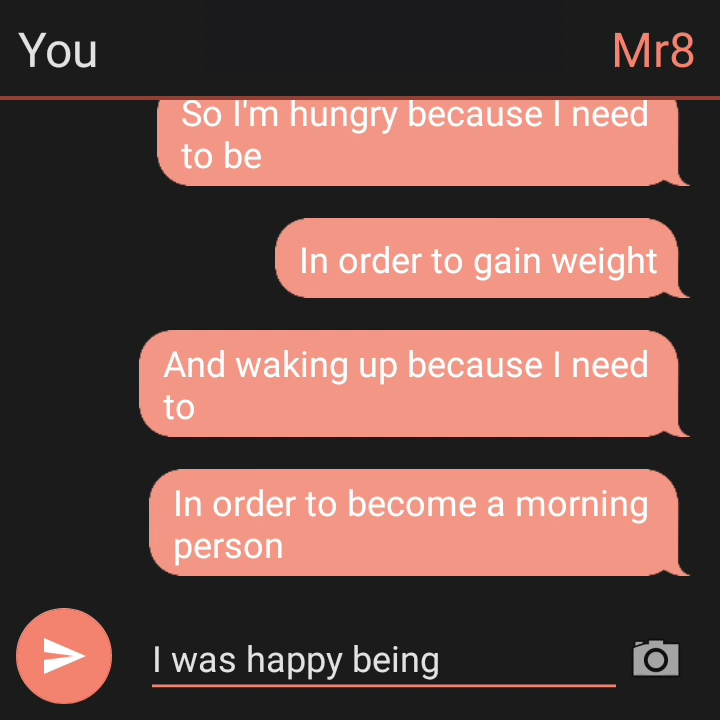 You
Mr8
So I'm hungry because I need
to be
In order to gain weight
And waking up because I need
to
In order to become a morning
person
I was happy being